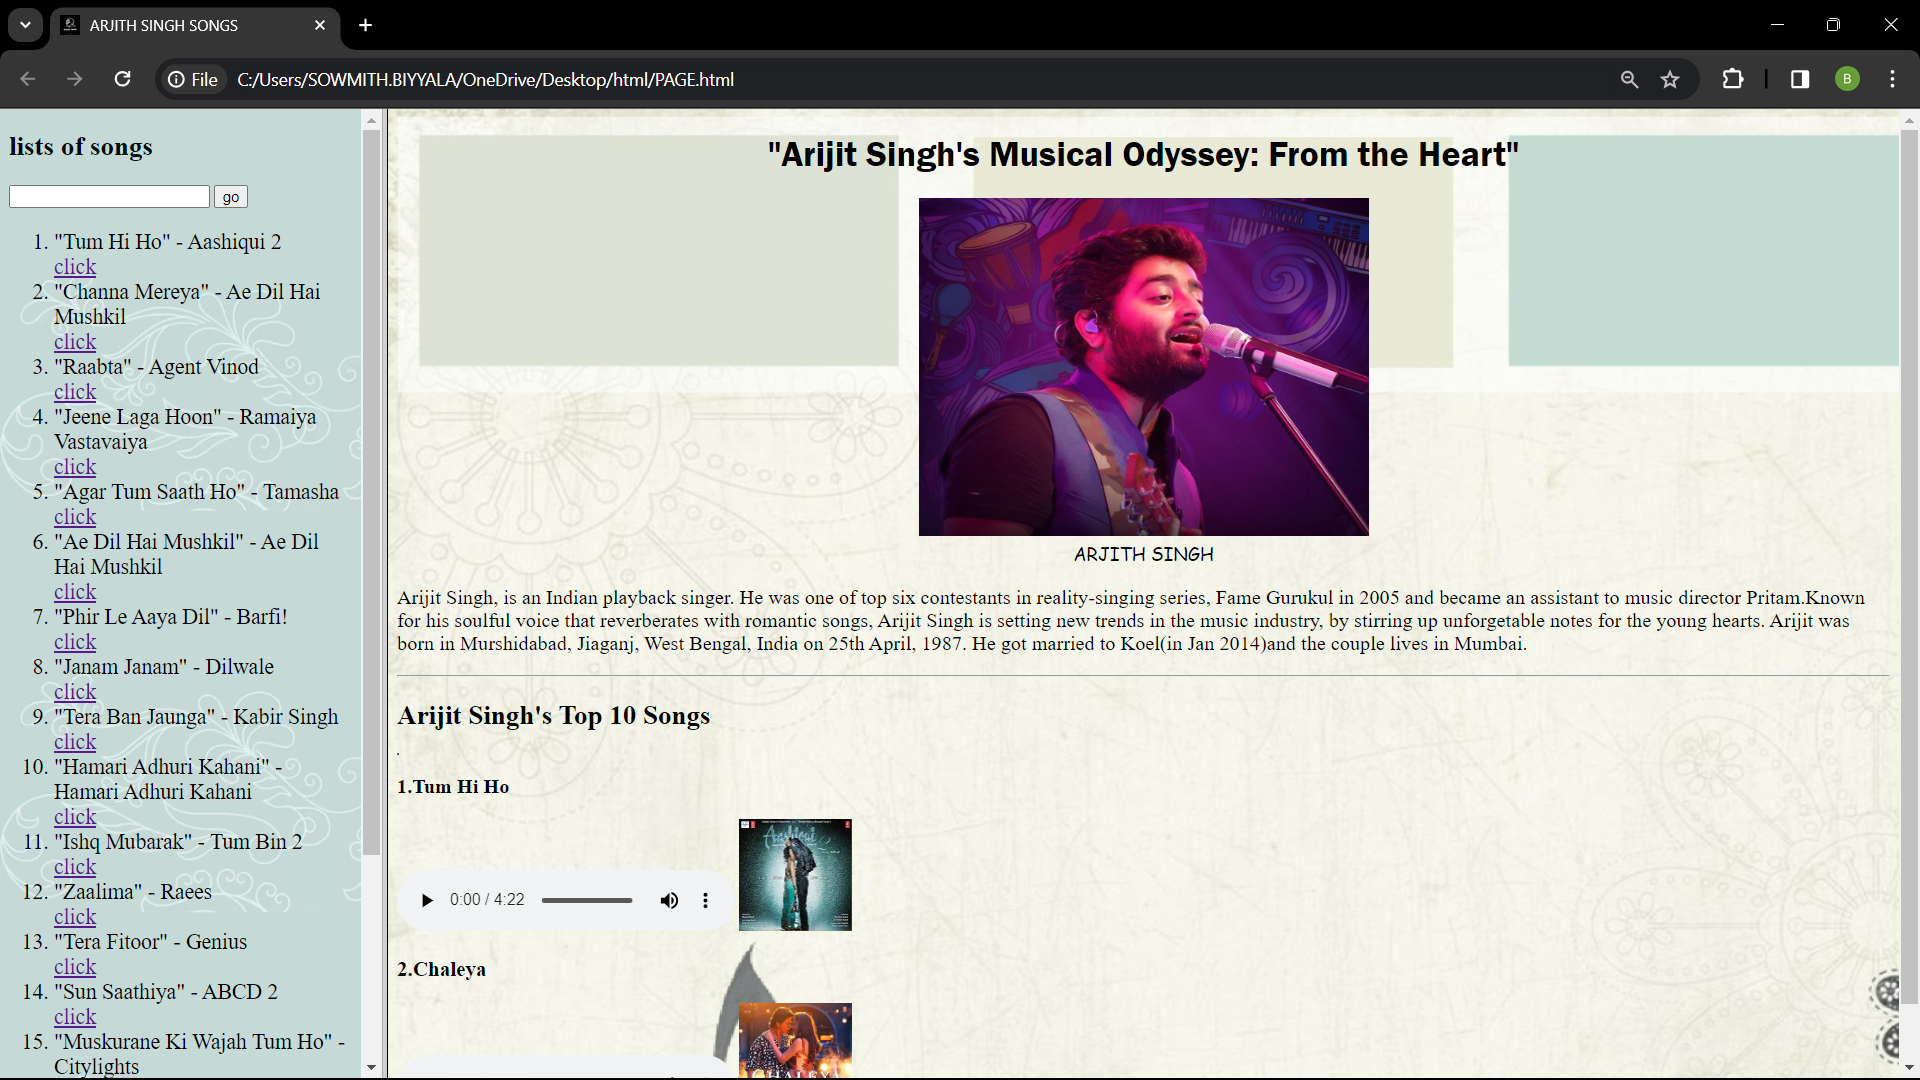 ARJITH SINGH SONGS
File
C:/Users/SOWMITH.BIYYALA/OneDrive/Desktop/html/PAGE.html
B
lists of songs
go
1. "Tum Hi Ho" - Aashiqui 2
click
2. "Channa Mereya" - Ae Dil Hai
Mushkil
click
3. "Raabta" - Agent Vinod
click
4. "Jeene Laga Hoon" - Ramaiya
Vastavaiya
click
5. "Agar Tum Saath Ho" - Tamasha
click
6. "Ae Dil Hai Mushkil" - Ae Dil
Hai Mushkil
click
7. "Phir Le Aaya Dil" - Barfi!
click
8. "Janam Janam" - Dilwale
click
9. "Tera Ban Jaunga" - Kabir Singh
click
10. "Hamari Adhuri Kahani" -
Hamari Adhuri Kahani
click
11. "Ishq Mubarak" - Tum Bin 2
click
12. "Zaalima" - Raees
click
13. "Tera Fitoor" - Genius
click
14. "Sun Saathiya" - ABCD 2
click
15. "Muskurane Ki Wajah Tum Ho" -
Citylights
"Arijit Singh's Musical Odyssey: From the Heart"
ARJITH SINGH
Arijit Singh, is an Indian playback singer. He was one of top six contestants in reality-singing series, Fame Gurukul in 2005 and became an assistant to music director Pritam.Known
for his soulful voice that reverberates with romantic songs, Arijit Singh is setting new trends in the music industry, by stirring up unforgetable notes for the young hearts. Arijit was
born in Murshidabad, Jiaganj, West Bengal, India on 25th April, 1987. He got married to Koel(in Jan 2014)and the couple lives in Mumbai.
Arijit Singh's Top 10 Songs
.
1.Tum Hi Ho
0:00 / 4:22
Aashiqui 2
2.Chaleya
CHALEYA